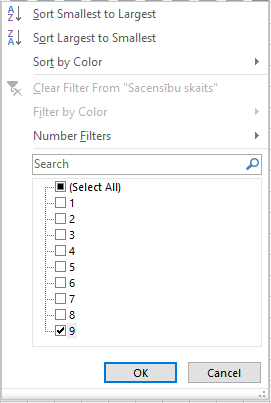 Sort Smallest to Largest
Sort Largest to Smallest
Sort by Color
Clear Filter From "Sacensību skaits"
Filter by Color
Number Filters
Search
(Select All)
1
2
3
4
5
6
7
8
9
OK Cancel